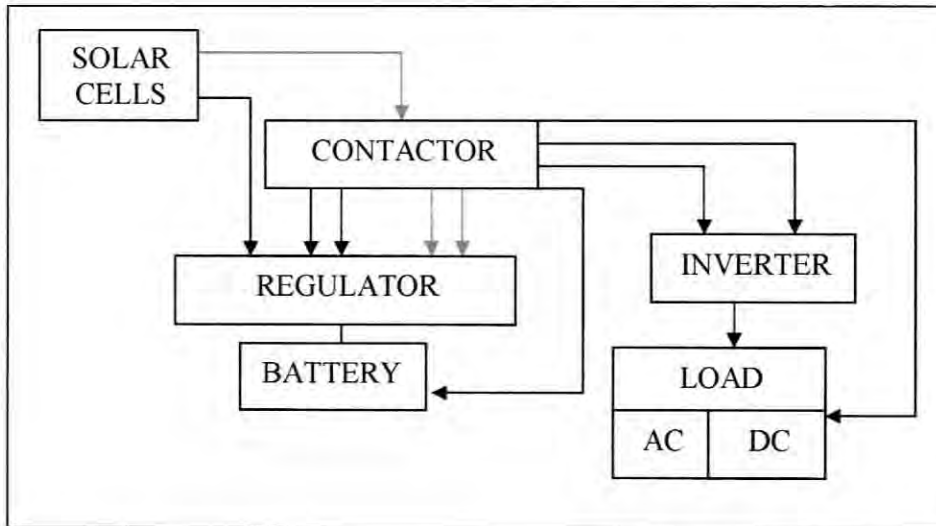 SOLAR
CELLS
CONTACTOR
REGULATOR
INVERTER
BATTERY
LOAD
AC DC